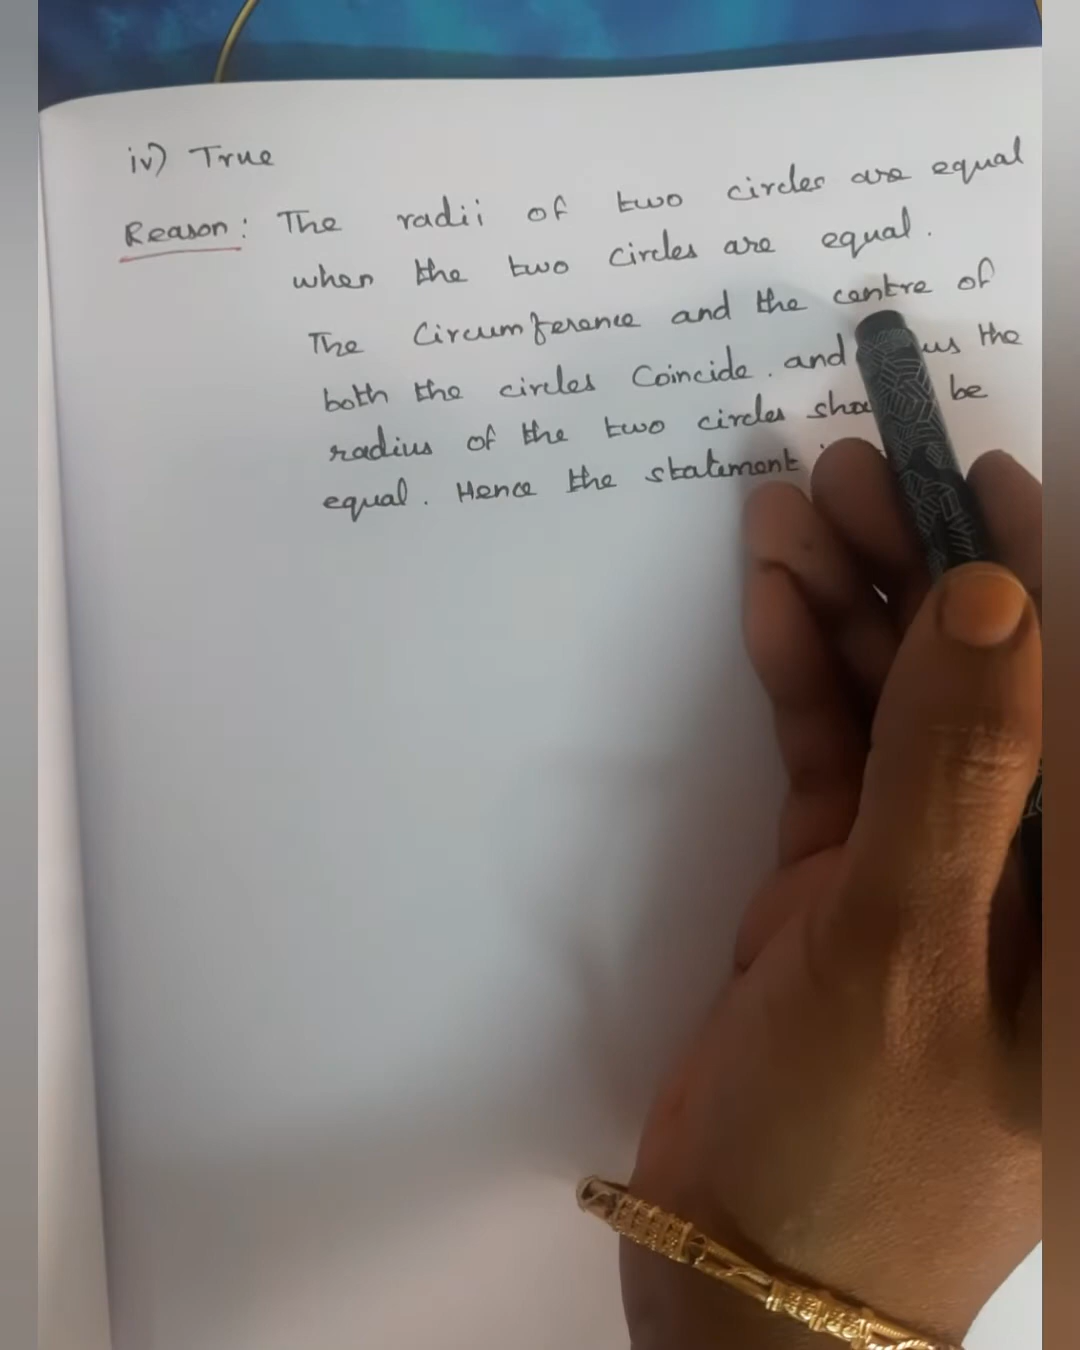 iv) True
Reason: The radii of two circles are equal
when the two circles are equal.
The Circumference and the centre of
both the circles Coincide. and the
radius of the two circles be
equal. Hence the statement